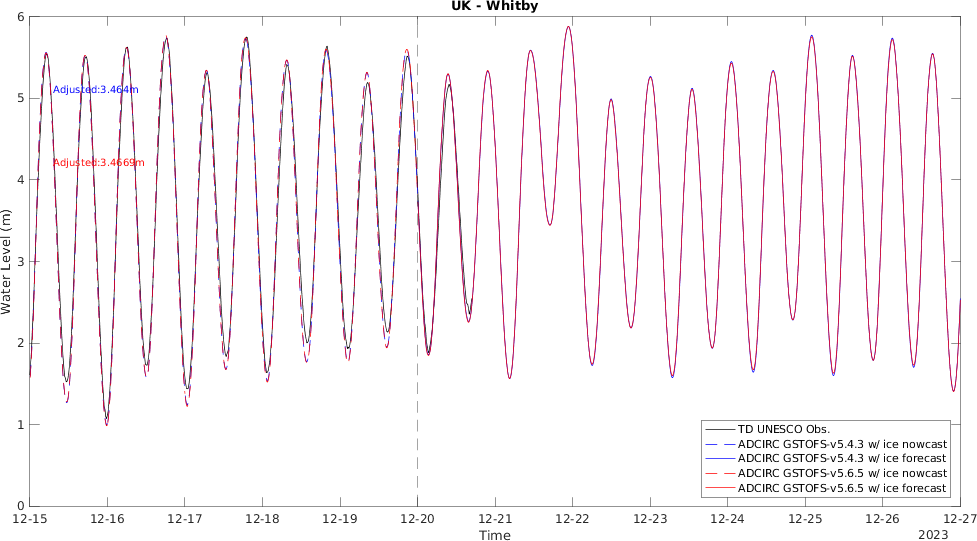 UK - Whitby
6
5
4
3
2
1
0
Water Level (m)
Adjusted:3.464m
Adjusted:3.4669m
TD UNESCO Obs.
ADCIRC GSTOFS-v5.4.3 w/ ice nowcast
ADCIRC GSTOFS-v5.4.3 w/ ice forecast
ADCIRC GSTOFS-v5.6.5 w/ ice nowcast
ADCIRC GSTOFS-v5.6.5 w/ ice forecast
12-15 12-16 12-17 12-18 12-19 12-20 12-21 12-22 12-23 12-24 12-25 12-26 12-27
Time
2023